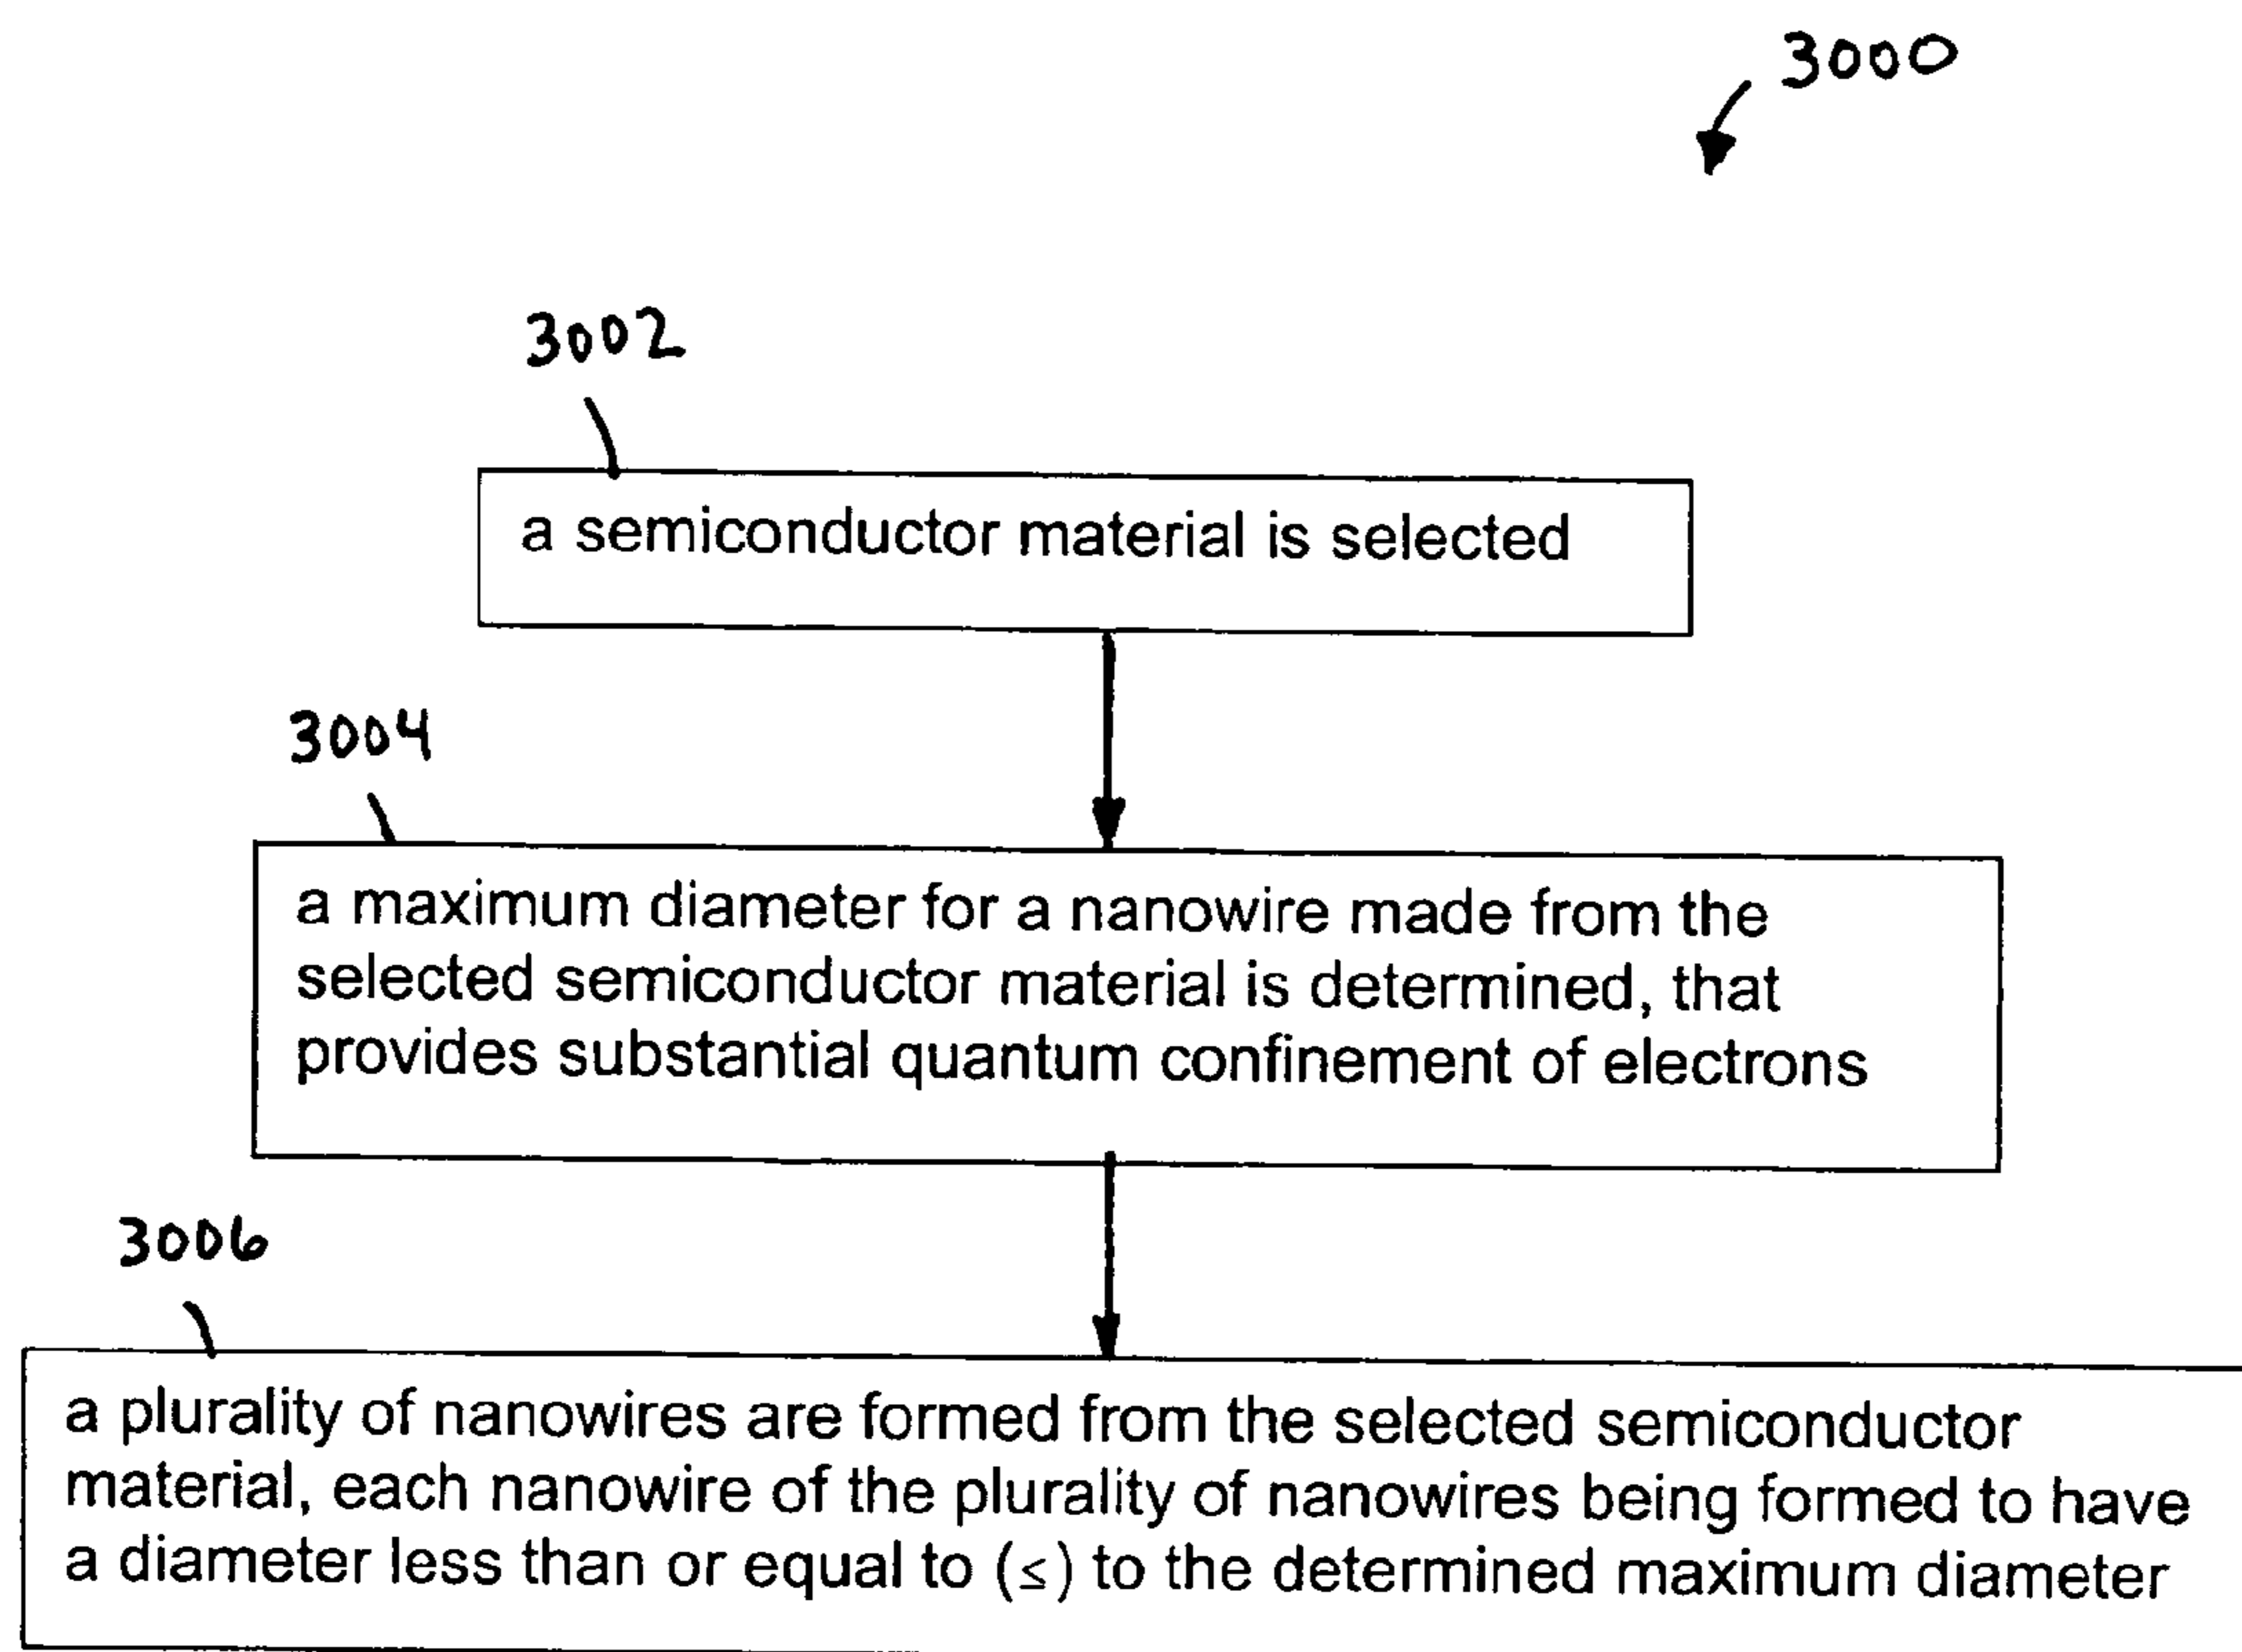 3000
3002
a semiconductor material is selected
3004
a maximum diameter for a nanowire made from the
selected semiconductor material is determined, that
provides substantial quantum confinement of electrons
3006
a plurality of nanowires are formed from the selected semiconductor
material, each nanowire of the plurality of nanowires being formed to have
a diameter less than or equal to (≤) to the determined maximum diameter